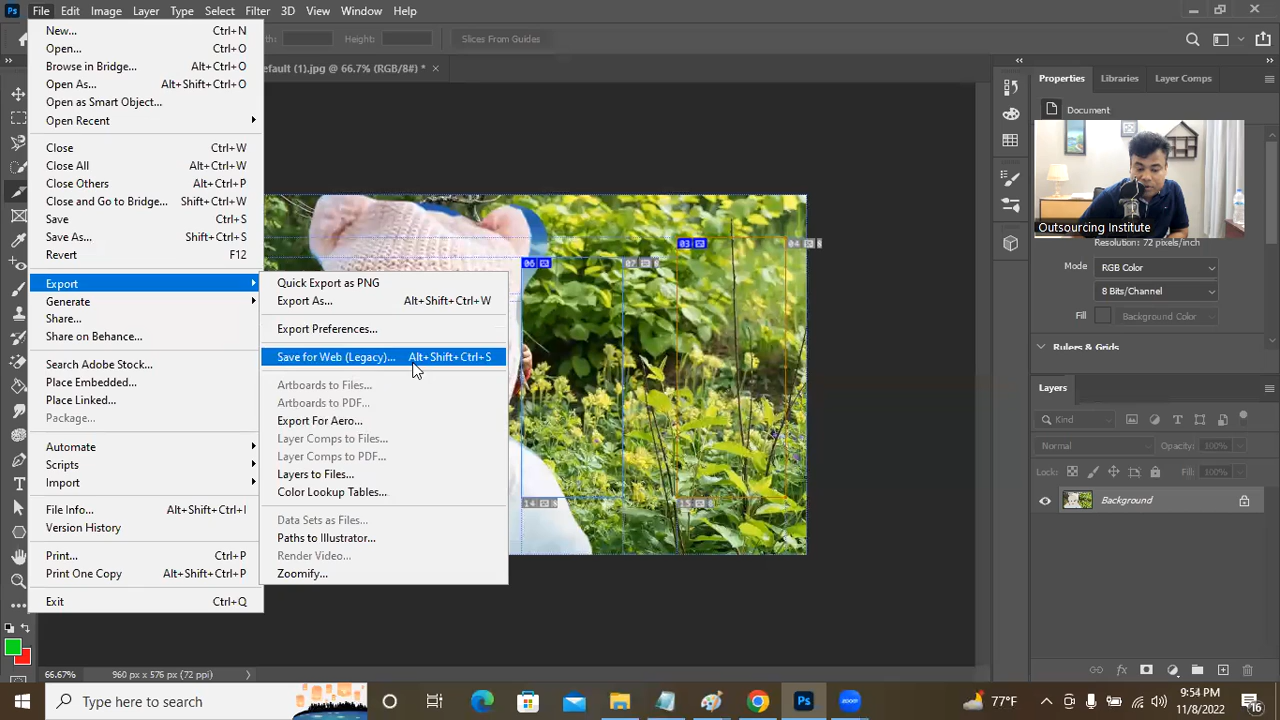 Ps File Edit Image Layer Type Select Filter 3D View Window Help
Height: Slices From Guides
efault (1).jpg @ 66.7% (RGB/8#) * ×
New... Ctrl+N
Open... Ctrl+O
Browse in Bridge... Alt+Ctrl+O
Open As... Alt+Shift+Ctrl+O
Open as Smart Object...
Open Recent
Close Ctrl+W
Close All Alt+Ctrl+W
Close Others Alt+Ctrl+P
Close and Go to Bridge... Shift+Ctrl+W
Save Ctrl+S
Save As... Shift+Ctrl+S
Revert F12
Export
Generate
Share...
Share on Behance...
Search Adobe Stock...
Place Embedded...
Place Linked...
Package...
Automate
Scripts
Import
File Info... Alt+Shift+Ctrl+I
Version History
Print... Ctrl+P
Print One Copy Alt+Shift+Ctrl+P
Exit Ctrl+Q
Quick Export as PNG
Export As... Alt+Shift+Ctrl+W
Export Preferences...
Save for Web (Legacy)... Alt+Shift+Ctrl+S
Artboards to Files...
Artboards to PDF...
Export For Aero...
Layer Comps to Files...
Layer Comps to PDF...
Layers to Files...
Color Lookup Tables...
Data Sets as Files...
Paths to Illustrator...
Render Video...
Zoomify...
03 04
06 07
14 15
Properties Libraries Layer Comps
Document
Outsourcing Institute
Resolution: 72 pixels/inch
Mode RGB Color
8 Bits/Channel
Fill Background Color
Rulers & Grids
Layers
Kind
Normal Opacity: 100%
Lock: Fill: 100%
Background
66.67% 960 px x 576 px (72 ppi)
Type here to search
zoom
77°F
9:54 PM
11/8/2022
16